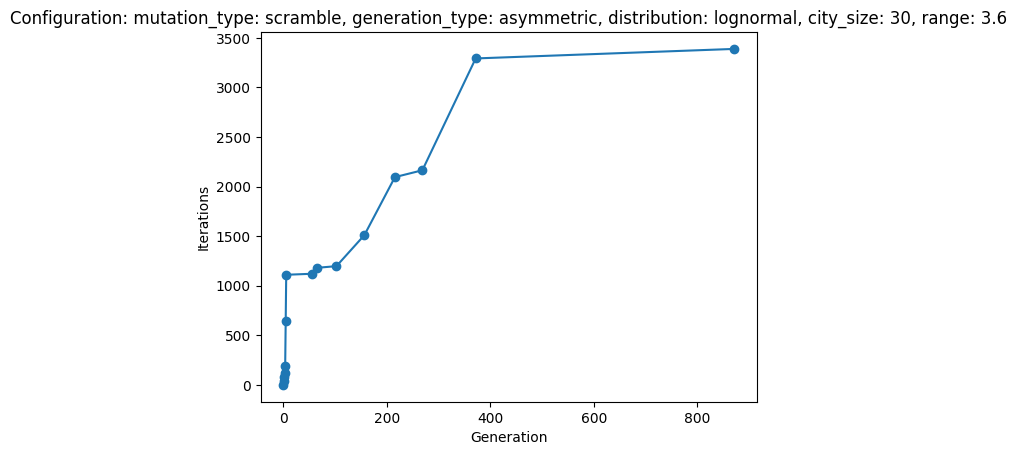 Configuration: mutation_type: scramble, generation_type: asymmetric, distribution: lognormal, city_size: 30, range: 3.6
3500
3000
2500
2000
1500
1000
500
0
Iterations
0 200 400 600 800
Generation